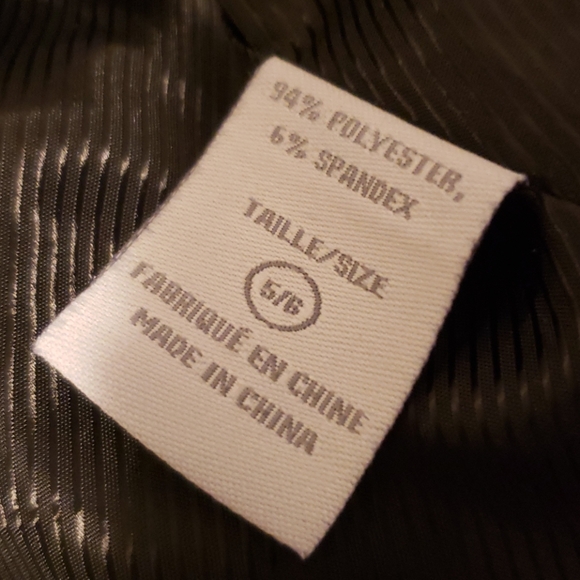 94% POLYESTER,
6% SPANDEX
TAILLE/SIZE
5/6
FABRIQUÉ EN CHINE
MADE IN CHINA